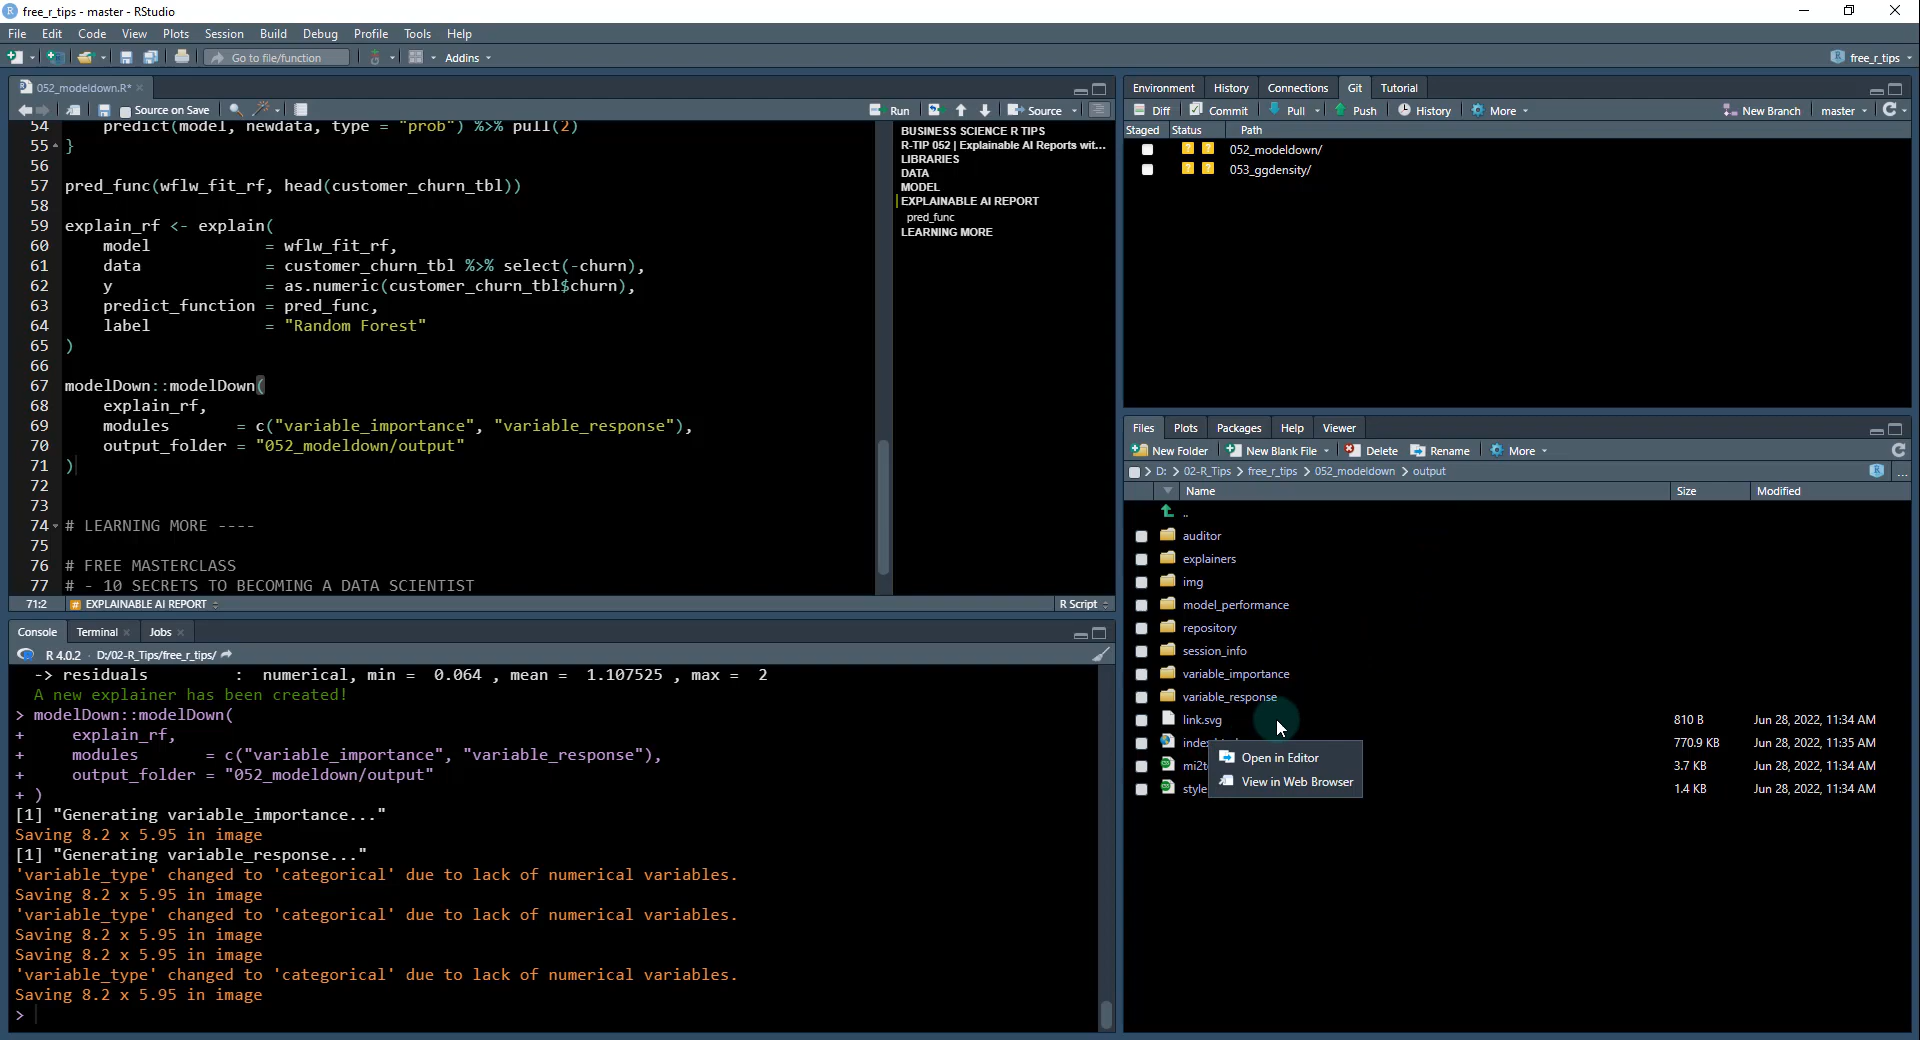 free_r_tips - master - RStudio
File Edit Code View Plots Session Build Debug Profile Tools Help
Go to file/function Addins free_r_tips
052_modeldown.R*
Source on Save Run Source
54 predict(model, newdata, type = "prob") %>% pull(2)
55 }
56
57 pred_func(wflw_fit_rf, head(customer_churn_tbl))
58
59 explain_rf <- explain(
60 model = wflw_fit_rf,
61 data = customer_churn_tbl %>% select(-churn),
62 y = as.numeric(customer_churn_tbl$churn),
63 predict_function = pred_func,
64 label = "Random Forest"
65 )
66
67 modelDown::modelDown(
68 explain_rf,
69 modules = c("variable_importance", "variable_response"),
70 output_folder = "052_modeldown/output"
71 )
72
73
74 # LEARNING MORE ----
75
76 # FREE MASTERCLASS
77 # - 10 SECRETS TO BECOMING A DATA SCIENTIST
71:2 # EXPLAINABLE AI REPORT R Script
BUSINESS SCIENCE R TIPS
R-TIP 052 | Explainable AI Reports wit...
LIBRARIES
DATA
MODEL
EXPLAINABLE AI REPORT
pred_func
LEARNING MORE
Console Terminal Jobs
R 4.0.2 · D:/02-R_Tips/free_r_tips/
-> residuals : numerical, min = 0.064 , mean = 1.107525 , max = 2
A new explainer has been created!
> modelDown::modelDown(
+ explain_rf,
+ modules = c("variable_importance", "variable_response"),
+ output_folder = "052_modeldown/output"
+ )
[1] "Generating variable_importance..."
Saving 8.2 x 5.95 in image
[1] "Generating variable_response..."
'variable_type' changed to 'categorical' due to lack of numerical variables.
Saving 8.2 x 5.95 in image
'variable_type' changed to 'categorical' due to lack of numerical variables.
Saving 8.2 x 5.95 in image
Saving 8.2 x 5.95 in image
'variable_type' changed to 'categorical' due to lack of numerical variables.
Saving 8.2 x 5.95 in image
>
Environment History Connections Git Tutorial
Diff Commit Pull Push History More New Branch master
Staged Status Path
? ? 052_modeldown/
? ? 053_ggdensity/
Files Plots Packages Help Viewer
New Folder New Blank File Delete Rename More
D: > 02-R_Tips > free_r_tips > 052_modeldown > output ...
Name Size Modified
..
auditor
explainers
img
model_performance
repository
session_info
variable_importance
variable_response
link.svg 810 B Jun 28, 2022, 11:34 AM
770.9 KB Jun 28, 2022, 11:35 AM
Open in Editor
3.7 KB Jun 28, 2022, 11:34 AM
View in Web Browser
style 1.4 KB Jun 28, 2022, 11:34 AM